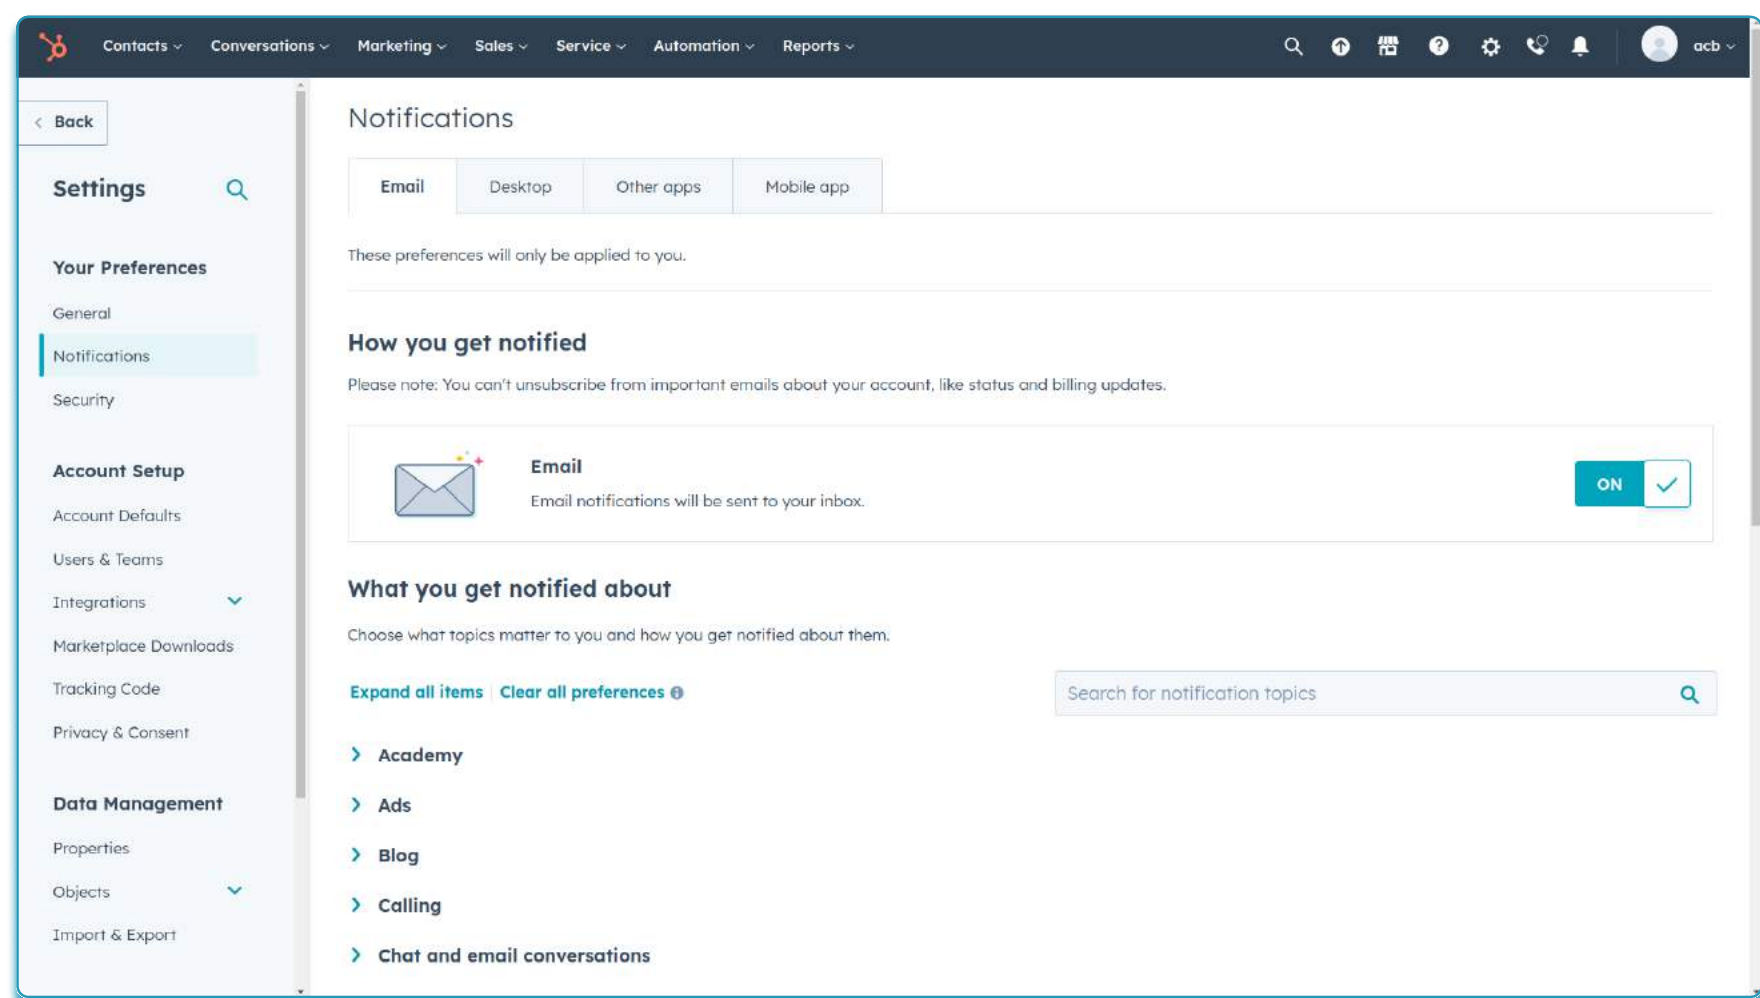 Contacts Conversations Marketing Sales Service Automation Reports acb
Back
Settings
Your Preferences
General
Notifications
Security
Account Setup
Account Defaults
Users & Teams
Integrations
Marketplace Downloads
Tracking Code
Privacy & Consent
Data Management
Properties
Objects
Import & Export
Notifications
Email Desktop Other apps Mobile app
These preferences will only be applied to you.
How you get notified
Please note: You can't unsubscribe from important emails about your account, like status and billing updates.
Email
Email notifications will be sent to your inbox.
ON
What you get notified about
Choose what topics matter to you and how you get notified about them.
Expand all items Clear all preferences
Search for notification topics
Academy
Ads
Blog
Calling
Chat and email conversations